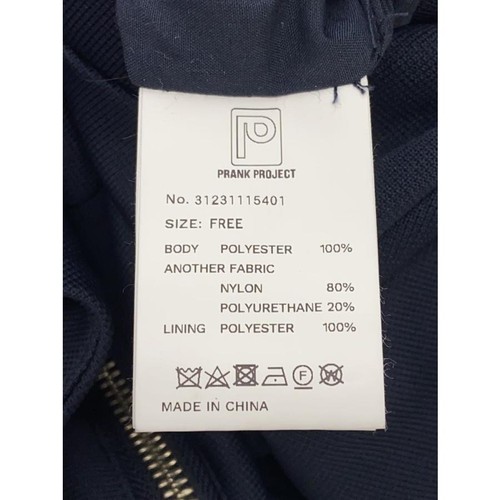 P
PRANK PROJECT
No. 31231115401
SIZE: FREE
BODY POLYESTER 100%
ANOTHER FABRIC
NYLON 80%
POLYURETHANE 20%
LINING POLYESTER 100%
F W
MADE IN CHINA